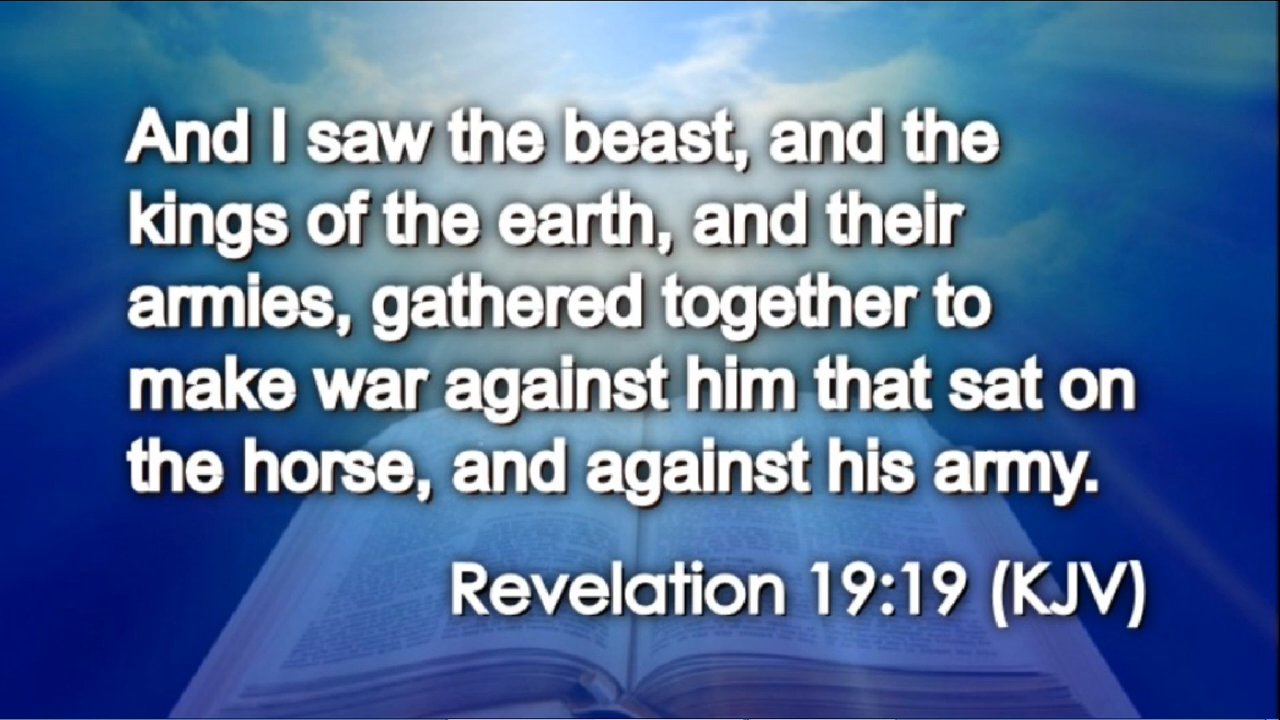 And I saw the beast, and the
kings of the earth, and their
armies, gathered together to
make war against him that sat on
the horse, and against his army.
Revelation 19:19 (KJV)